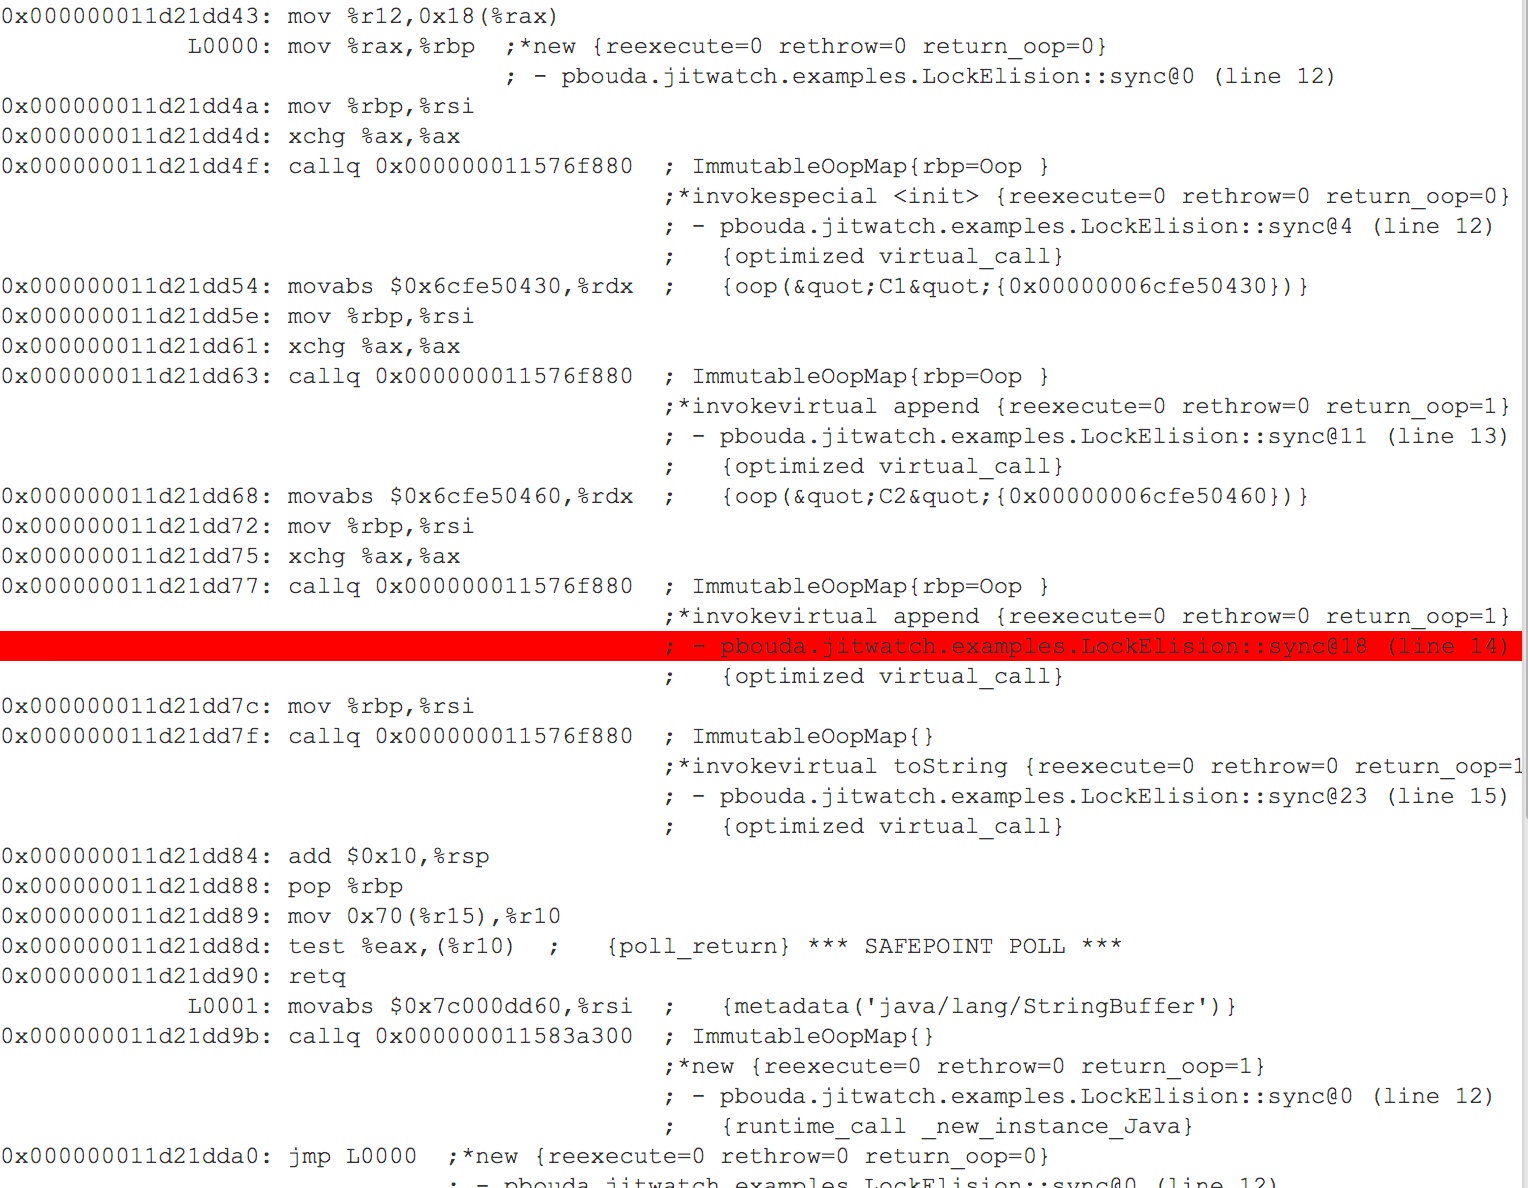 0x000000011d21dd43: mov %r12,0x18(%rax)
L0000: mov %rax,%rbp ;*new {reexecute=0 rethrow=0 return_oop=0}
; - pbouda.jitwatch.examples.LockElision::sync@0 (line 12)
0x000000011d21dd4a: mov %rbp,%rsi
0x000000011d21dd4d: xchg %ax,%ax
0x000000011d21dd4f: callq 0x000000011576f880 ; ImmutableOopMap{rbp=Oop }
;*invokespecial <init> {reexecute=0 rethrow=0 return_oop=0}
; - pbouda.jitwatch.examples.LockElision::sync@4 (line 12)
; {optimized virtual_call}
0x000000011d21dd54: movabs $0x6cfe50430,%rdx ; {oop(&quot;C1&quot;{0x00000006cfe50430})}
0x000000011d21dd5e: mov %rbp,%rsi
0x000000011d21dd61: xchg %ax,%ax
0x000000011d21dd63: callq 0x000000011576f880 ; ImmutableOopMap{rbp=Oop }
;*invokevirtual append {reexecute=0 rethrow=0 return_oop=1}
; - pbouda.jitwatch.examples.LockElision::sync@11 (line 13)
; {optimized virtual_call}
0x000000011d21dd68: movabs $0x6cfe50460,%rdx ; {oop(&quot;C2&quot;{0x00000006cfe50460})}
0x000000011d21dd72: mov %rbp,%rsi
0x000000011d21dd75: xchg %ax,%ax
0x000000011d21dd77: callq 0x000000011576f880 ; ImmutableOopMap{rbp=Oop }
;*invokevirtual append {reexecute=0 rethrow=0 return_oop=1}
; - pbouda.jitwatch.examples.LockElision::sync@18 (line 14)
; {optimized virtual_call}
0x000000011d21dd7c: mov %rbp,%rsi
0x000000011d21dd7f: callq 0x000000011576f880 ; ImmutableOopMap{}
;*invokevirtual toString {reexecute=0 rethrow=0 return_oop=1
; - pbouda.jitwatch.examples.LockElision::sync@23 (line 15)
; {optimized virtual_call}
0x000000011d21dd84: add $0x10,%rsp
0x000000011d21dd88: pop %rbp
0x000000011d21dd89: mov 0x70(%r15),%r10
0x000000011d21dd8d: test %eax,(%r10) ; {poll_return} *** SAFEPOINT POLL ***
0x000000011d21dd90: retq
L0001: movabs $0x7c000dd60,%rsi ; {metadata('java/lang/StringBuffer')}
0x000000011d21dd9b: callq 0x000000011583a300 ; ImmutableOopMap{}
;*new {reexecute=0 rethrow=0 return_oop=1}
; - pbouda.jitwatch.examples.LockElision::sync@0 (line 12)
; {runtime_call _new_instance_Java}
0x000000011d21dda0: jmp L0000 ;*new {reexecute=0 rethrow=0 return_oop=0}
; - pbouda.jitwatch.examples.LockElision::sync@0 (line 12)